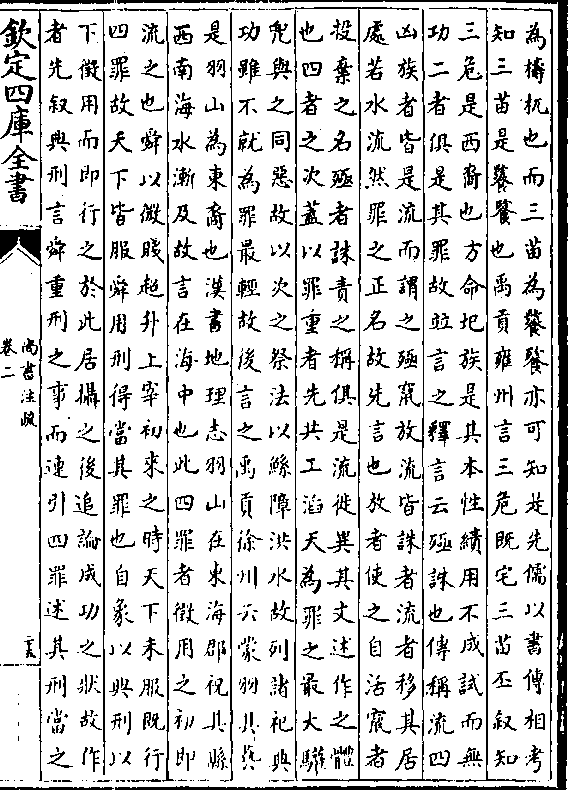 為檮杌也而三苗為饕餮亦可知是先儒以書傳相考
知三苗是饕餮也禹貢雍州言三危既宅三苗丕叙知
三危是西裔也方命圮族是其本性績用不成試而無
功二者俱是其罪故並言之釋言云殛誅也傳稱流四
凶族者皆是流而謂之殛竄放流皆誅者流者移其居
處若水流然罪之正名故先言也放者使之自活竄者
投棄之名殛者誅責之稱俱是流徙異其文述作之體
也四者之次蓋以罪重者先共工滔天為罪之最大驩
兜與之同惡故以次之祭法以鯀障洪水故列諸祀典
功雖不就為罪最輕故後言之禹貢徐州云蒙羽其藝
是羽山為東裔也漢書地理志羽山在東海郡祝其縣
西南海水漸及故言在海中也此四罪者徵用之初即
流之也舜以微賤超升上宰初來之時天下未服既行
四罪故天下皆服舜用刑得當其罪也自象以典刑以
下徵用而即行之於此居攝之後追論成功之狀故作
者先叙典刑言舜重刑之事而連引四罪述其刑當之
欽定四庫全書
尚書注疏
卷二